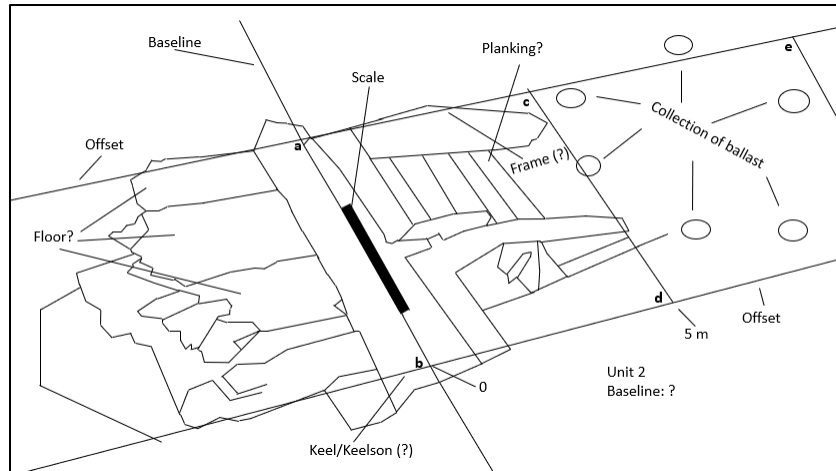 Baseline
Planking?
Scale
e
c
Collection of ballast
a
Offset
Frame (?)
Floor?
d
Offset
5 m
b
0
Unit 2
Baseline: ?
Keel/Keelson (?)